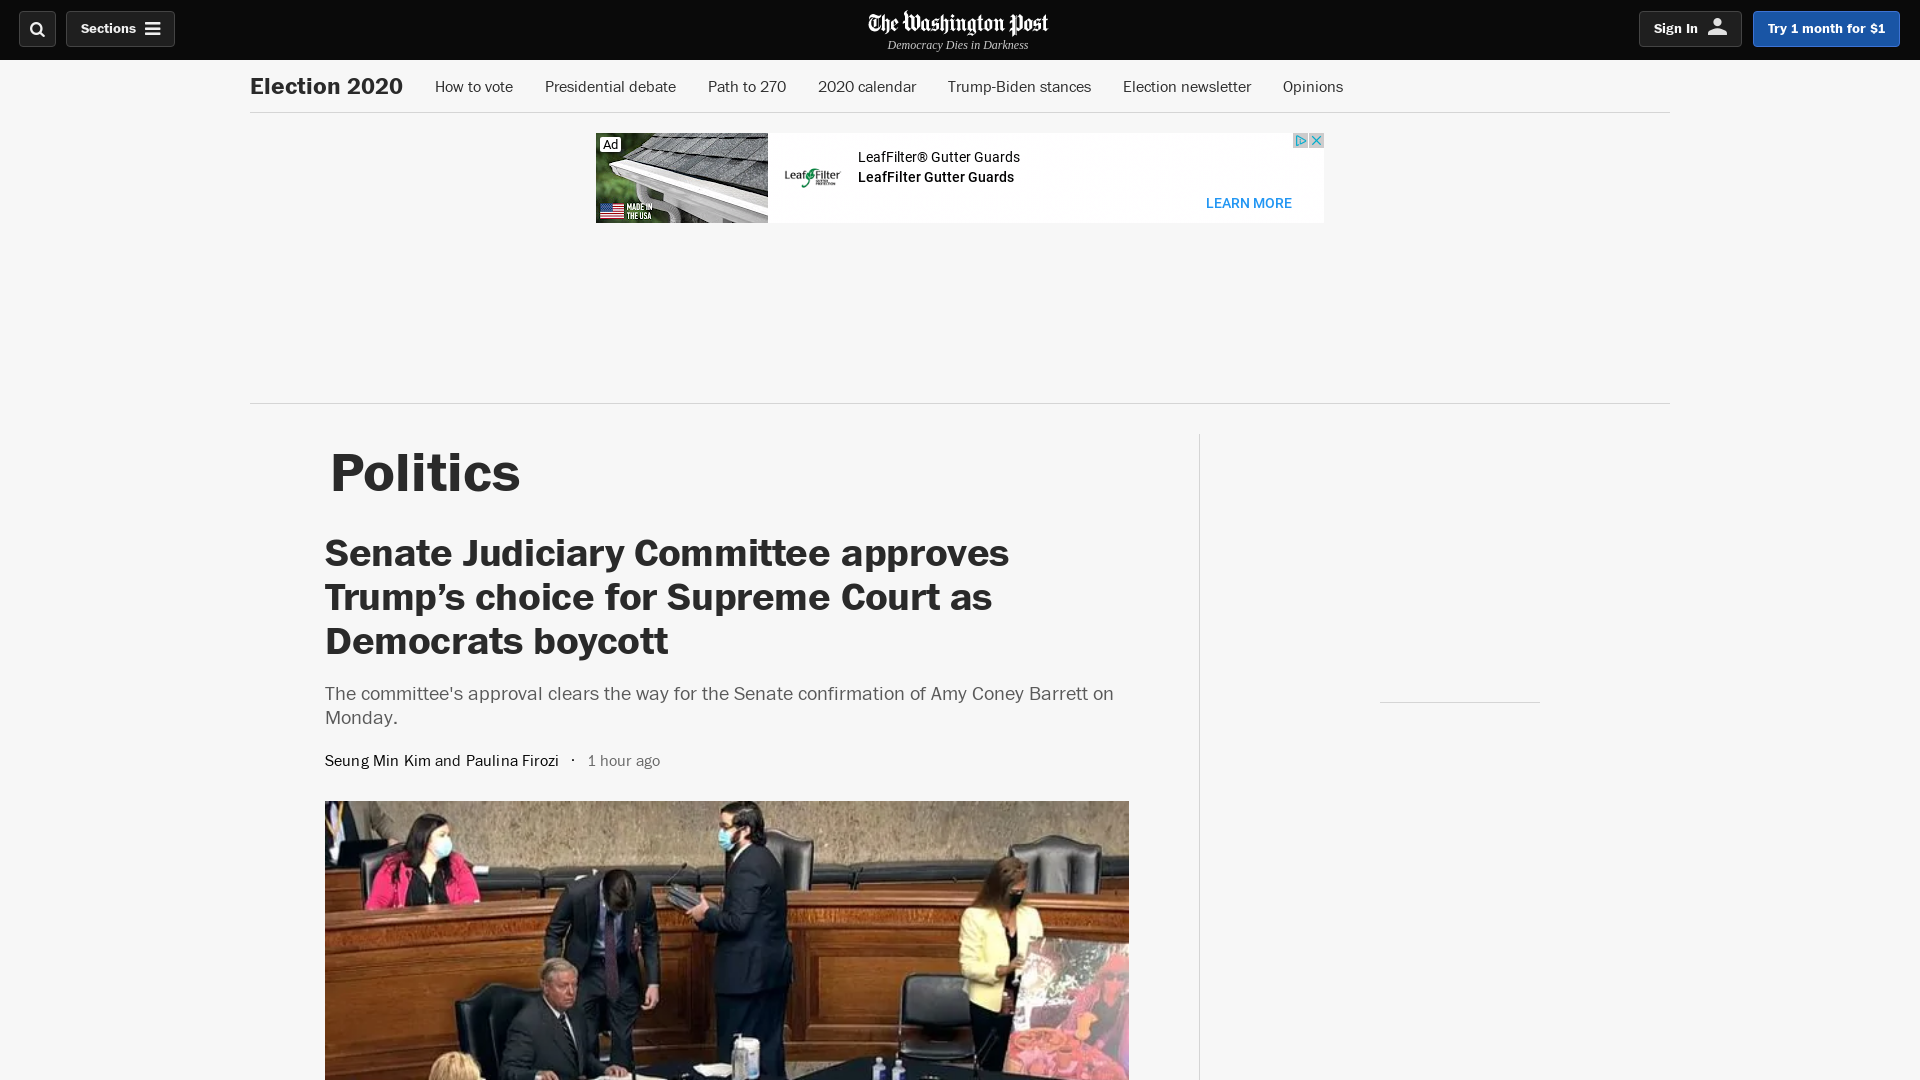 Sections
The Washington Post
Democracy Dies in Darkness
Sign In
Try 1 month for $1
Election 2020
How to vote
Presidential debate
Path to 270
2020 calendar
Trump-Biden stances
Election newsletter
Opinions
Ad
MADE IN
THE USA
LeafFilter
GUTTER
PROTECTION
LeafFilter® Gutter Guards
LeafFilter Gutter Guards
LEARN MORE
Politics
Senate Judiciary Committee approves
Trump’s choice for Supreme Court as
Democrats boycott
The committee's approval clears the way for the Senate confirmation of Amy Coney Barrett on
Monday.
Seung Min Kim and Paulina Firozi · 1 hour ago